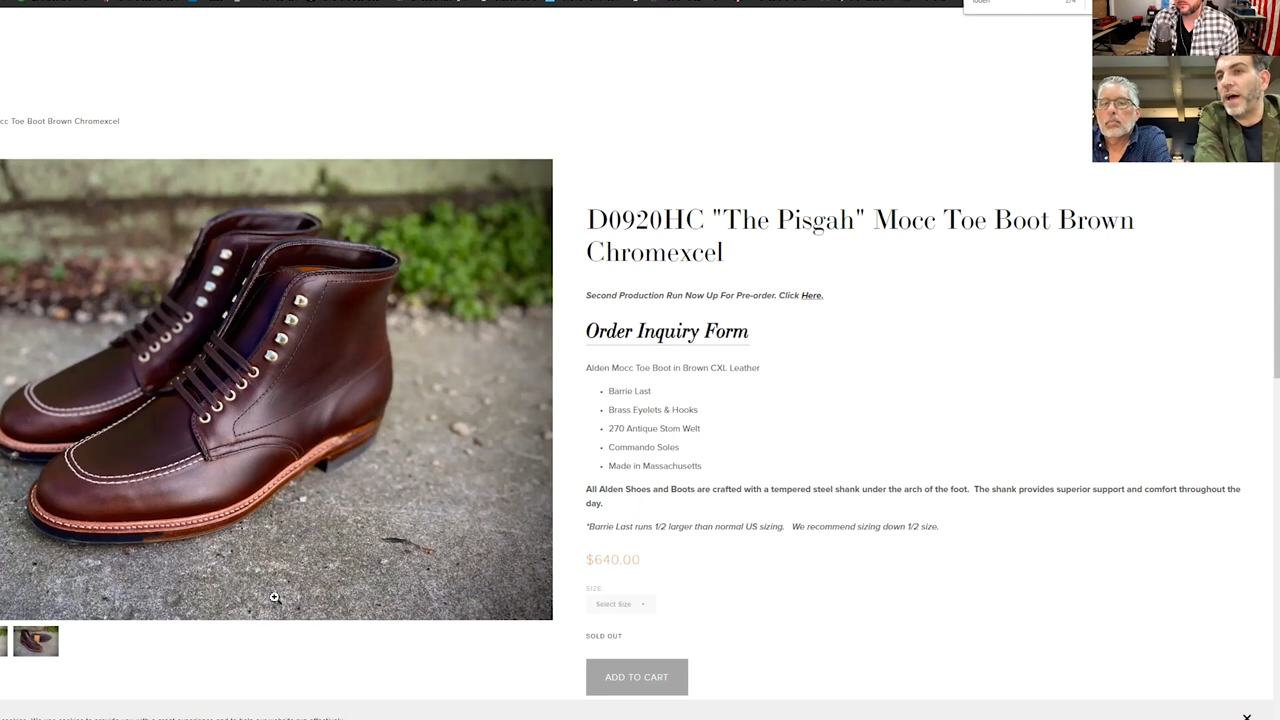 cc Toe Boot Brown Chromexcel
D0920HC "The Pisgah" Mocc Toe Boot Brown
Chromexcel
Second Production Run Now Up For Pre-order. Click Here.
Order Inquiry Form
Alden Mocc Toe Boot in Brown CXL Leather
• Barrie Last
• Brass Eyelets & Hooks
• 270 Antique Stom Welt
• Commando Soles
• Made in Massachusetts
All Alden Shoes and Boots are crafted with a tempered steel shank under the arch of the foot. The shank provides superior support and comfort throughout the
day.
*Barrie Last runs 1/2 larger than normal US sizing. We recommend sizing down 1/2 size.
$640.00
SIZE:
Select Size
SOLD OUT
ADD TO CART